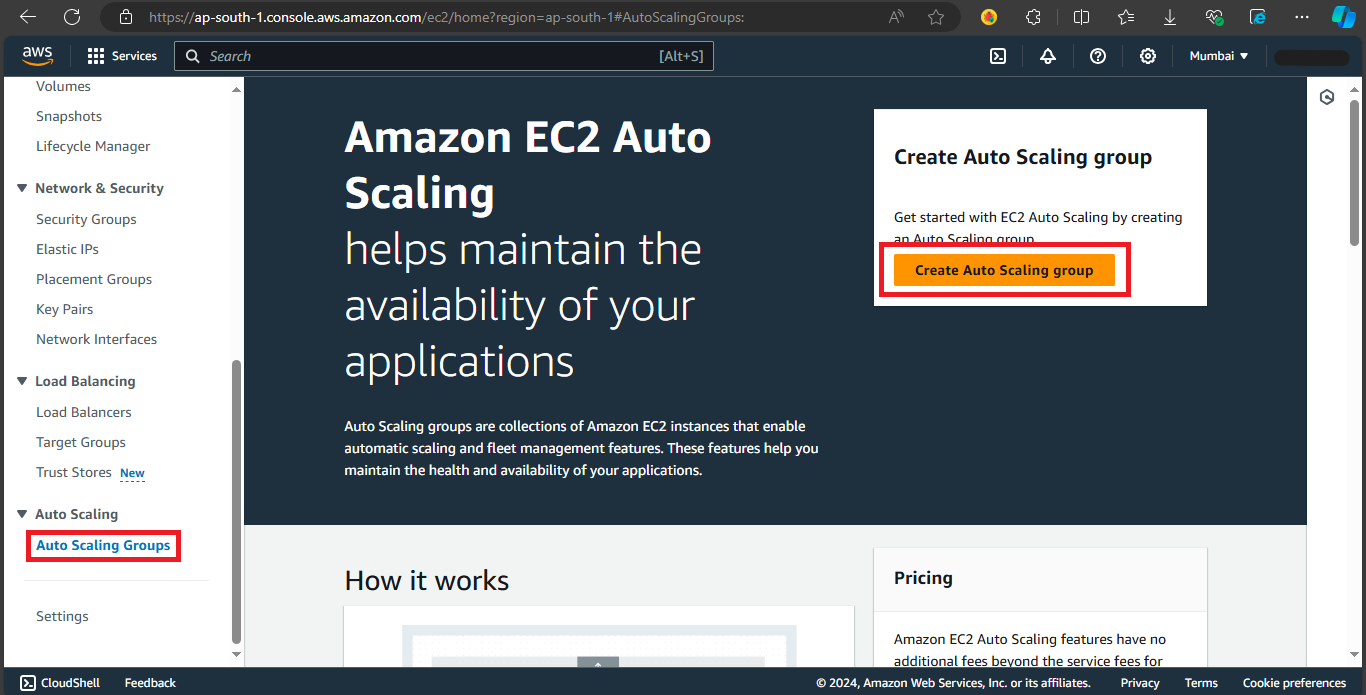 https://ap-south-1.console.aws.amazon.com/ec2/home?region=ap-south-1#AutoScalingGroups:
aws
Services
Search
[Alt+S]
Mumbai
Volumes
Snapshots
Lifecycle Manager
Network & Security
Security Groups
Elastic IPs
Placement Groups
Key Pairs
Network Interfaces
Load Balancing
Load Balancers
Target Groups
Trust Stores New
Auto Scaling
Auto Scaling Groups
Settings
Amazon EC2 Auto
Scaling
helps maintain the
availability of your
applications
Auto Scaling groups are collections of Amazon EC2 instances that enable
automatic scaling and fleet management features. These features help you
maintain the health and availability of your applications.
Create Auto Scaling group
Get started with EC2 Auto Scaling by creating
an Auto Scaling group.
Create Auto Scaling group
How it works
Pricing
Amazon EC2 Auto Scaling features have no
additional fees beyond the service fees for
CloudShell
Feedback
© 2024, Amazon Web Services, Inc. or its affiliates.
Privacy
Terms
Cookie preferences